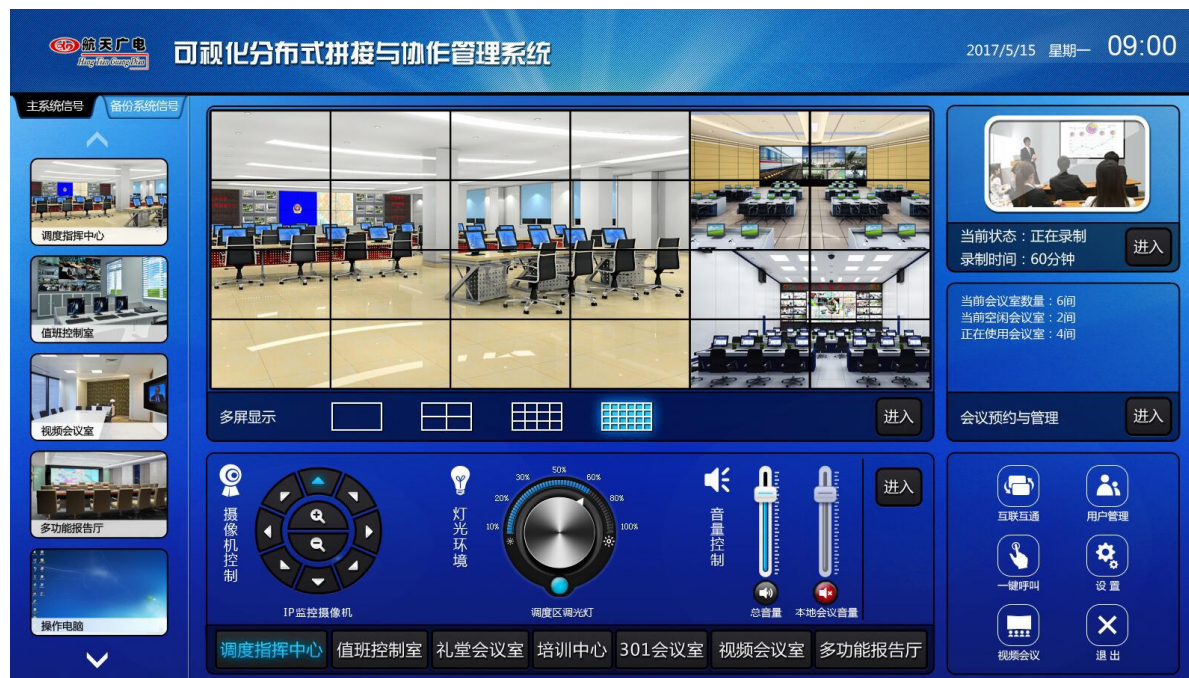 航天广电
HangTianGuangDian
可视化分布式拼接与协作管理系统
2017/5/15 星期一 09:00
主系统信号
备份系统信号
调度指挥中心
值班控制室
视频会议室
多功能报告厅
操作电脑
多屏显示
进入
当前状态：正在录制
录制时间：60分钟
进入
当前会议室数量：6间
当前空闲会议室：2间
正在使用会议室：4间
会议预约与管理
进入
摄像机控制
IP监控摄像机
灯光环境
10%
20%
30%
50%
60%
80%
100%
调度区调光灯
音量控制
总音量
本地会议音量
进入
调度指挥中心
值班控制室
礼堂会议室
培训中心
301会议室
视频会议室
多功能报告厅
互联互通
用户管理
一键呼叫
设置
视频会议
退出